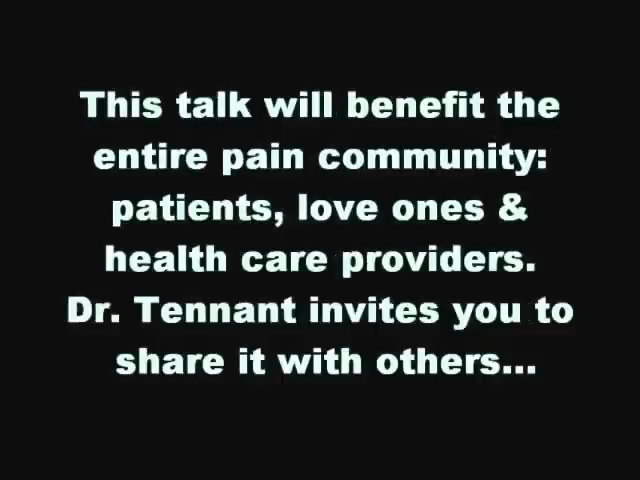 This talk will benefit the
entire pain community:
patients, love ones &
health care providers.
Dr. Tennant invites you to
share it with others...